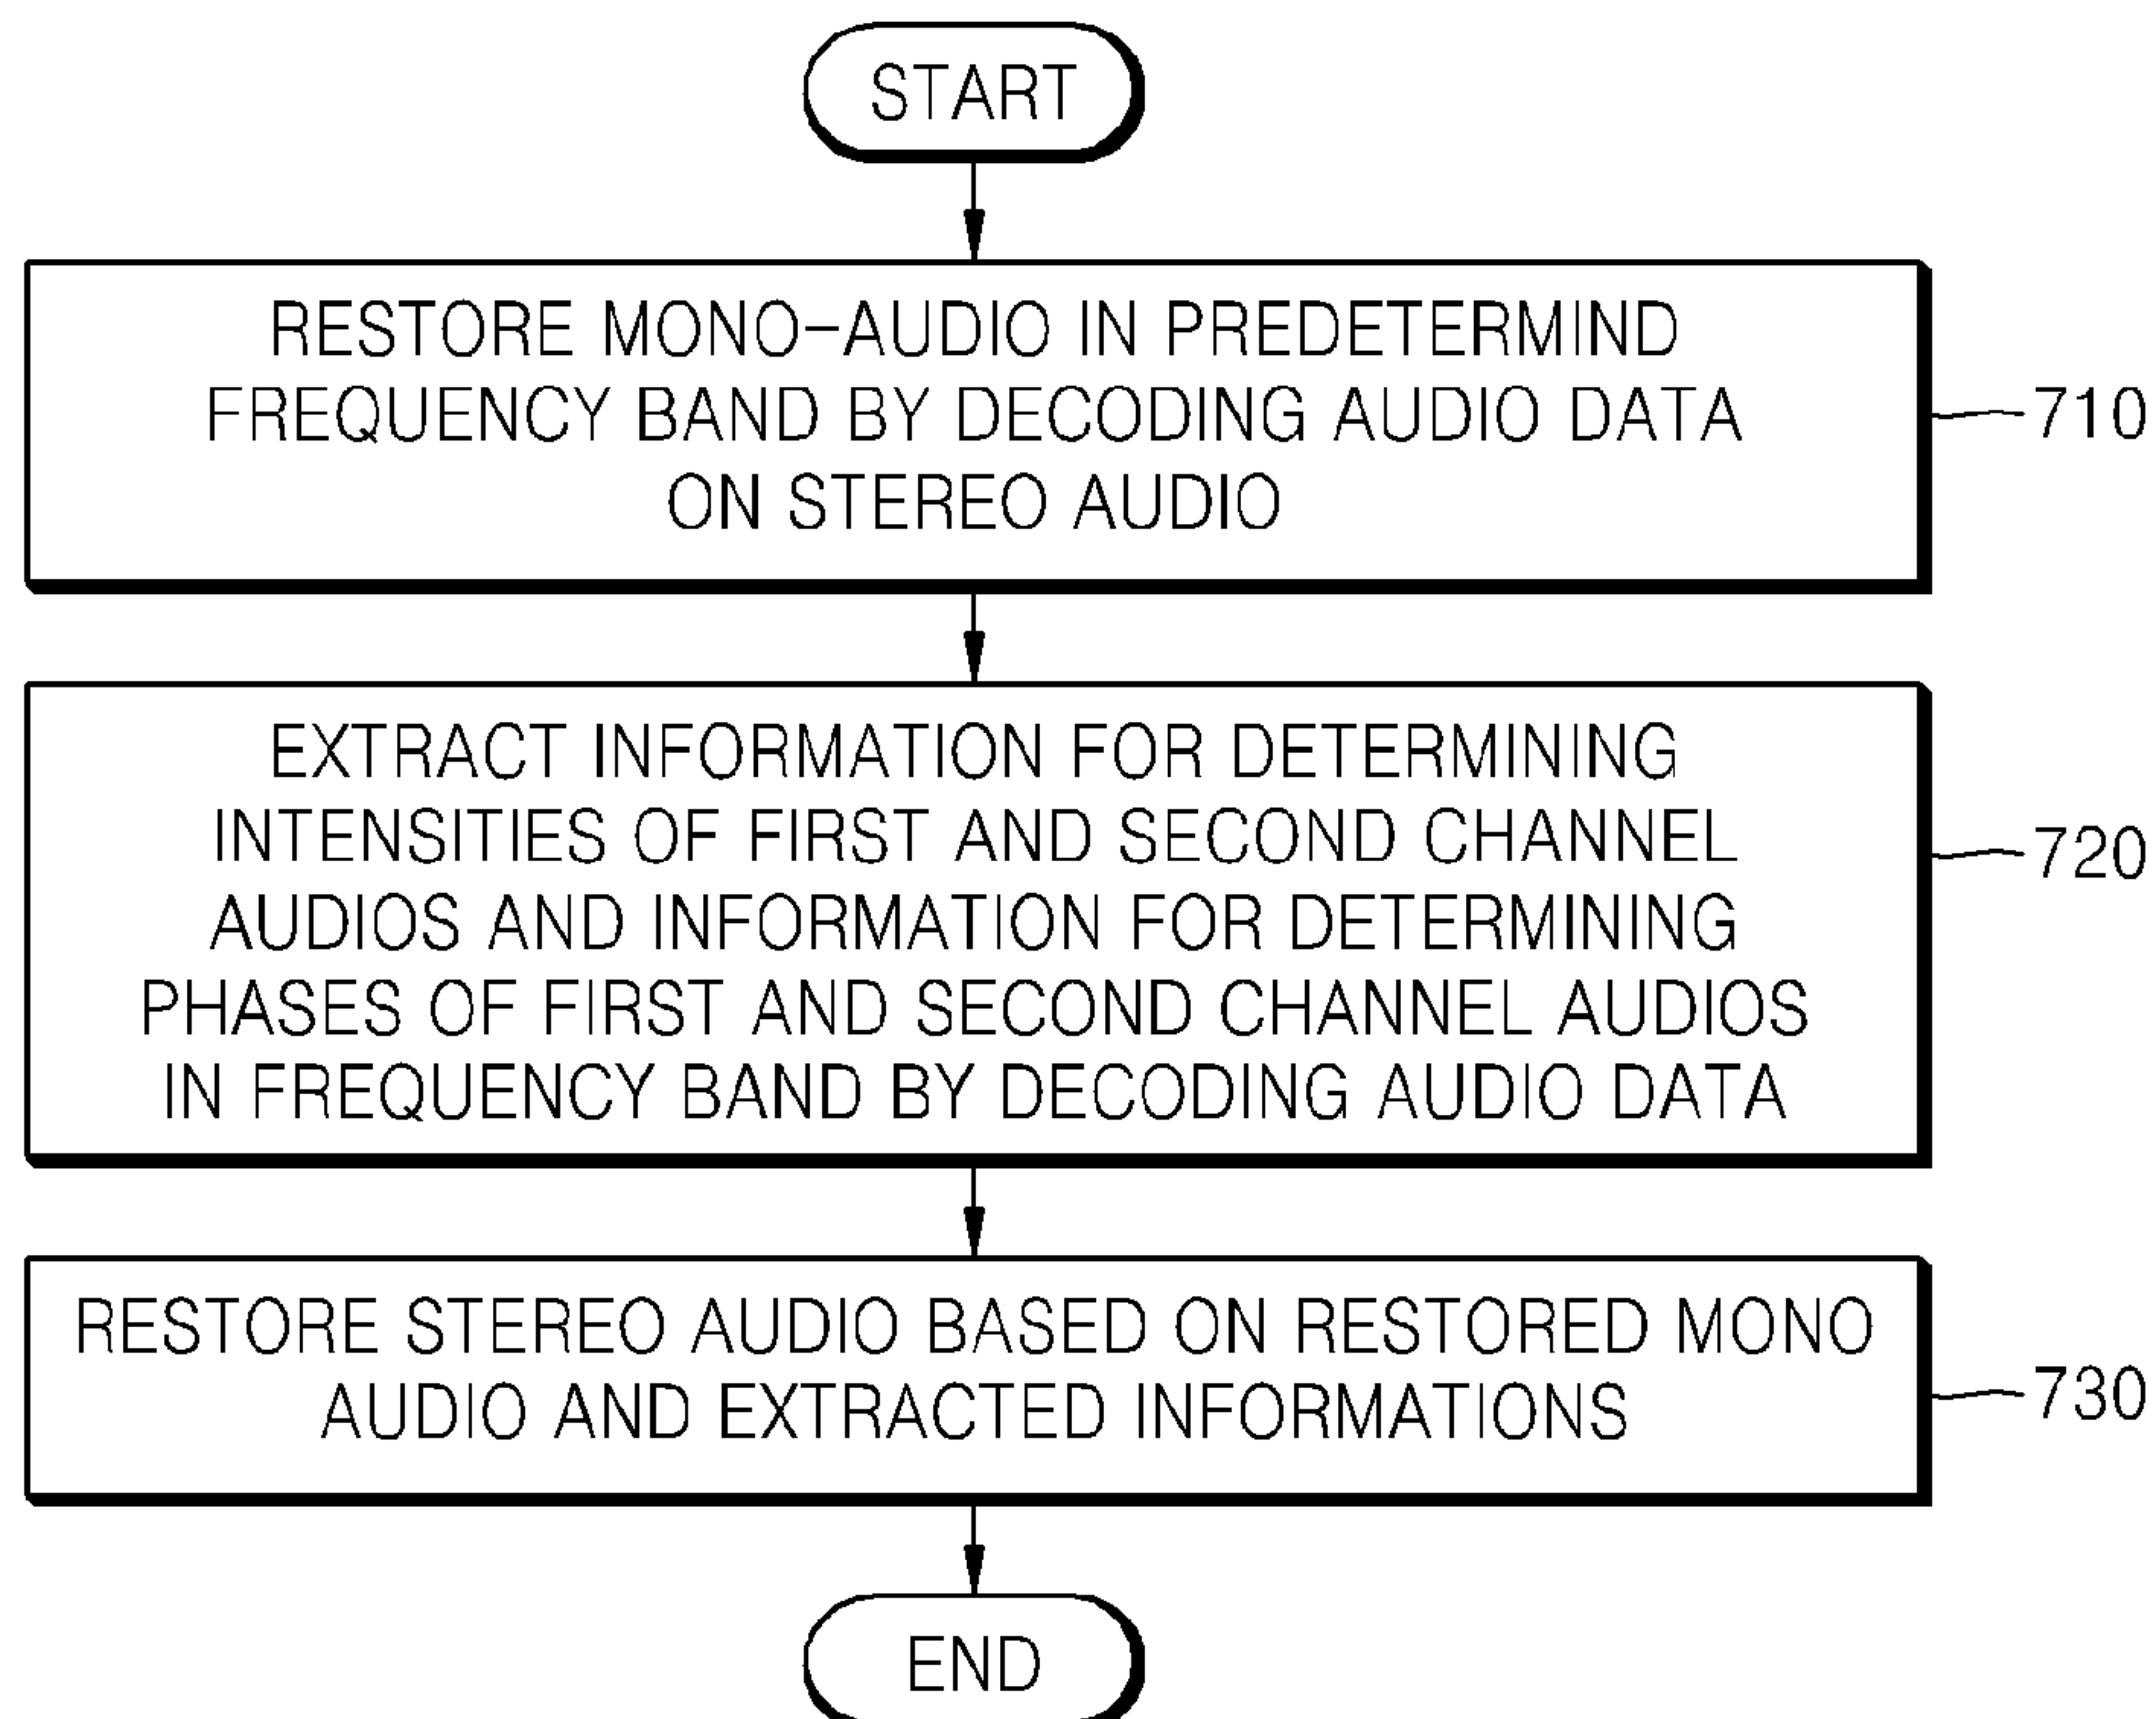 START
RESTORE MONO-AUDIO IN PREDETERMIND
FREQUENCY BAND BY DECODING AUDIO DATA
ON STEREO AUDIO
710
EXTRACT INFORMATION FOR DETERMINING
INTENSITIES OF FIRST AND SECOND CHANNEL
AUDIOS AND INFORMATION FOR DETERMINING
PHASES OF FIRST AND SECOND CHANNEL AUDIOS
IN FREQUENCY BAND BY DECODING AUDIO DATA
720
RESTORE STEREO AUDIO BASED ON RESTORED MONO
AUDIO AND EXTRACTED INFORMATIONS
730
END